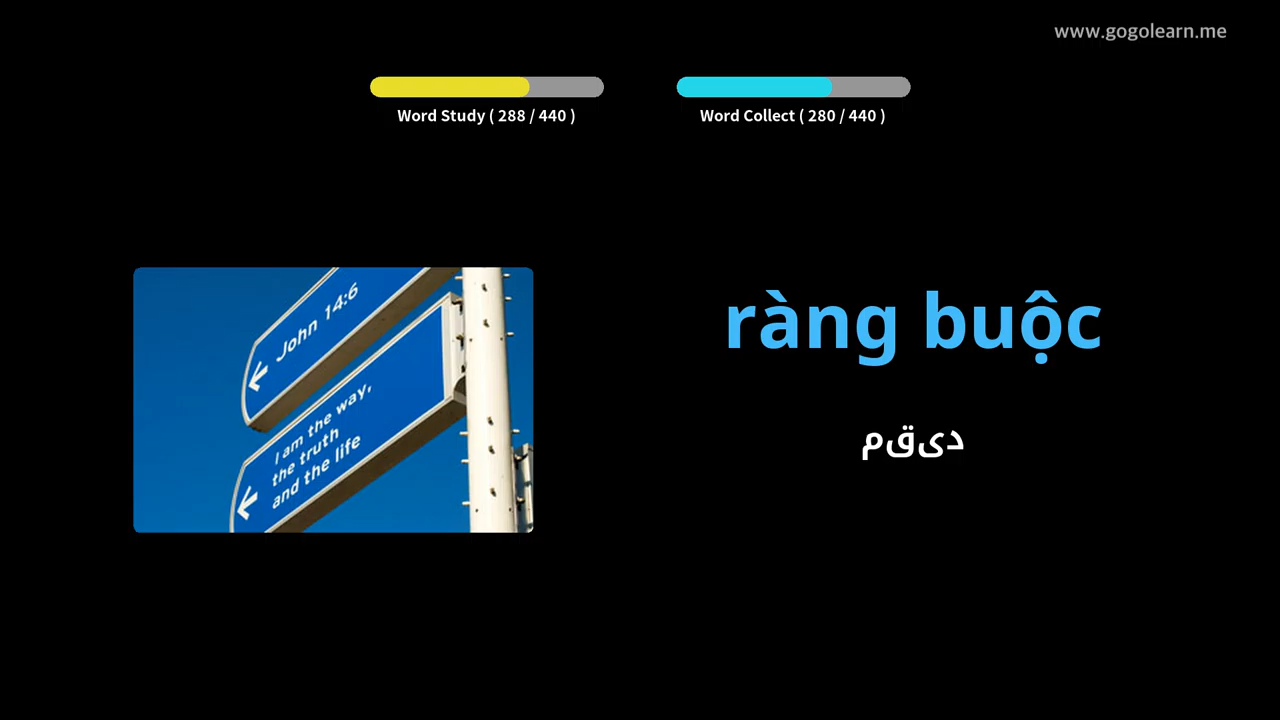 www.gogolearn.me
Word Study ( 288 / 440 )
Word Collect ( 280 / 440 )
John 14:6
I am the way,
the truth
and the life
ràng buộc
دیقم